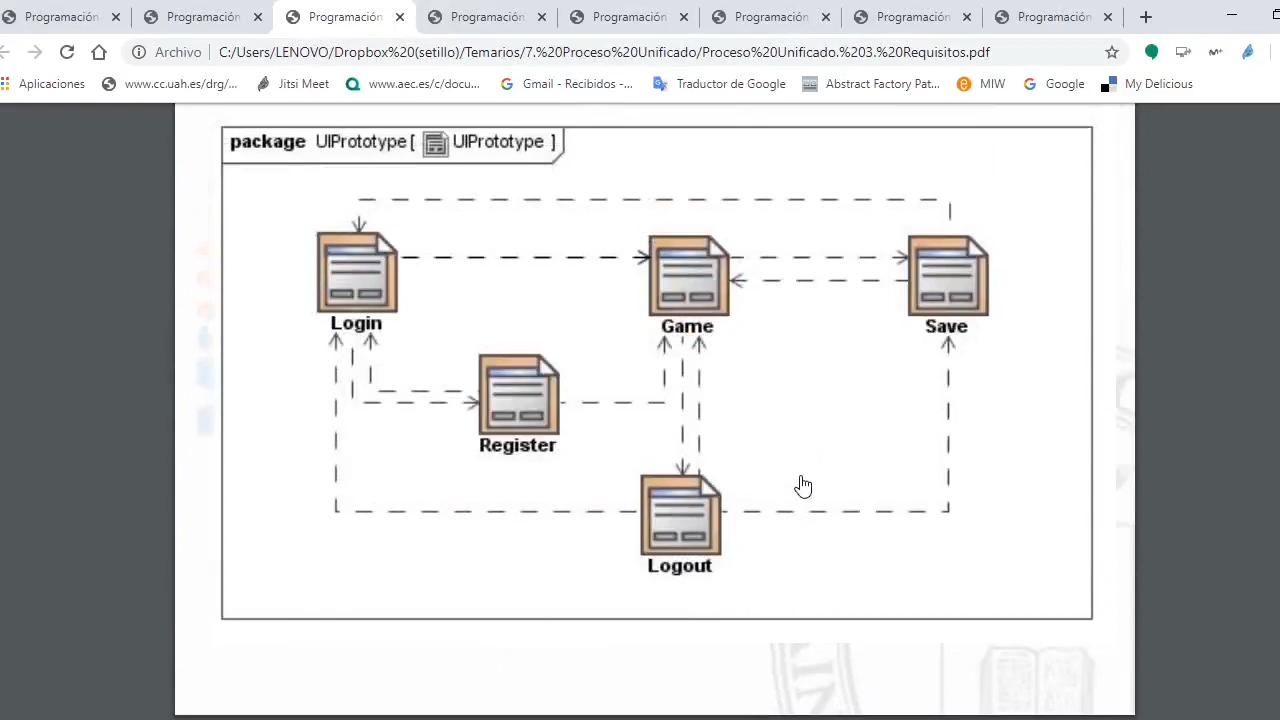 Programación Programación Programación Programación Programación Programación Programación Programación
Archivo C:/Users/LENOVO/Dropbox%20(setillo)/Temarios/7.%20Proceso%20Unificado/Proceso%20Unificado.%203.%20Requisitos.pdf
Aplicaciones www.cc.uah.es/drg/... Jitsi Meet www.aec.es/c/docu... Gmail - Recibidos -... Traductor de Google Abstract Factory Pat... MIW Google My Delicious
package UIPrototype[ UIPrototype ]
Login
Game
Save
Register
Logout